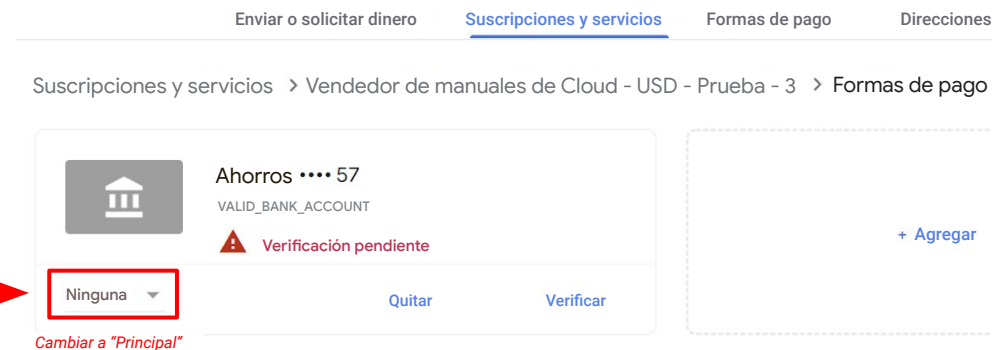 Enviar o solicitar dinero Suscripciones y servicios Formas de pago Direcciones
Suscripciones y servicios > Vendedor de manuales de Cloud - USD - Prueba - 3 > Formas de pago
Ahorros •••• 57
VALID_BANK_ACCOUNT
Verificación pendiente
+ Agregar
Ninguna
Quitar
Verificar
Cambiar a “Principal”